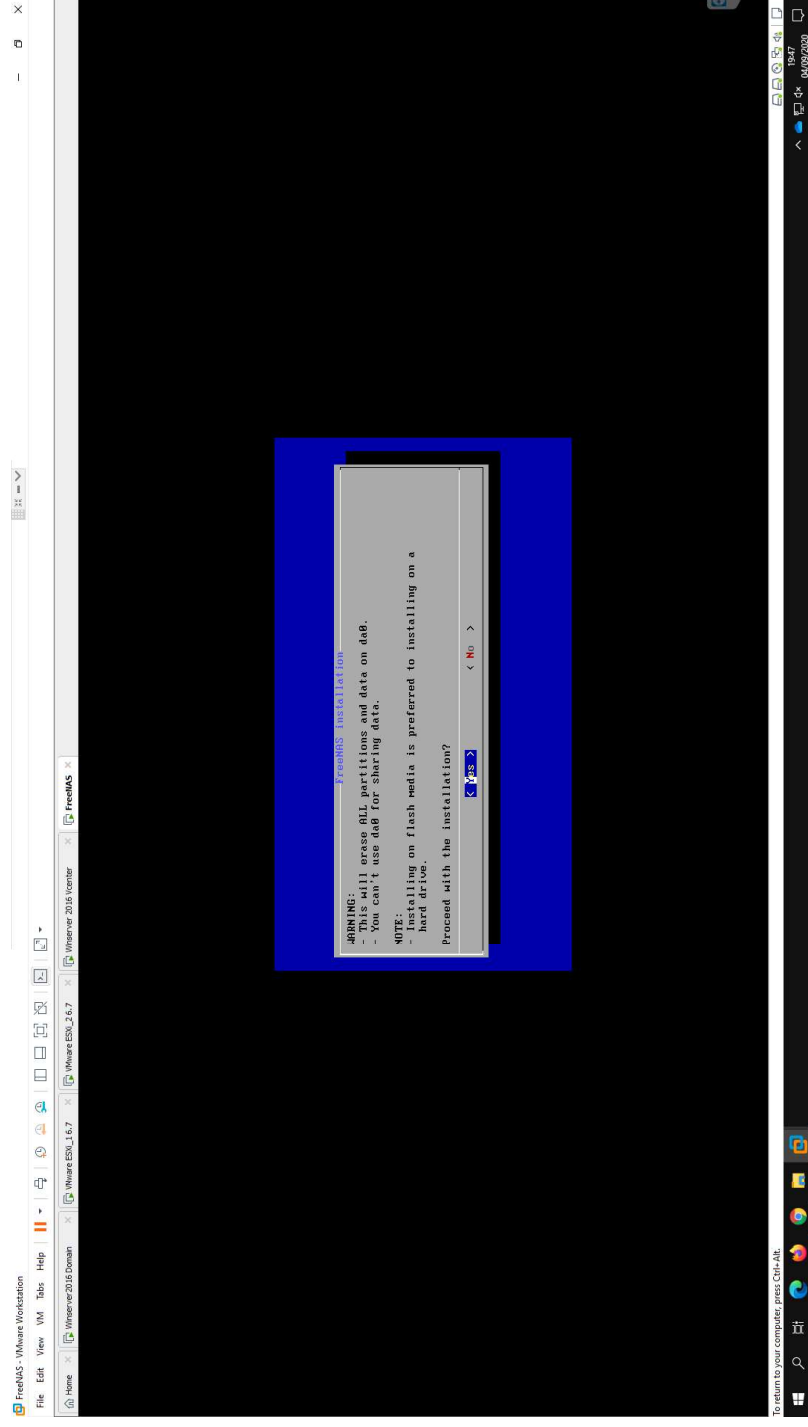 FreeNAS - VMware Workstation
File Edit View VM Tabs Help
Home
Winserver2016 Domain
VMware ESXi_1 6.7
VMware ESXi_2 6.7
Winserver 2016 Vcenter
FreeNAS
FreeNAS installation
WARNING:
- This will erase ALL partitions and data on da0.
- You can't use da0 for sharing data.
NOTE:
- Installing on flash media is preferred to installing on a
hard drive.
Proceed with the installation?
< Yes > < No >
To return to your computer, press Ctrl+Alt.
19:47
04/09/2020